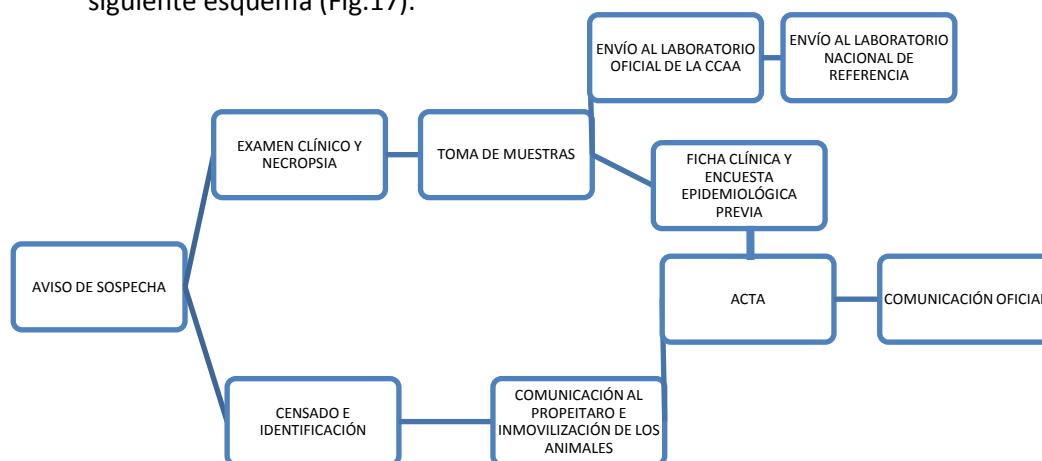 siguiente esquema (Fig.17):
ENVÍO AL LABORATORIO
OFICIAL DE LA CCAA
ENVÍO AL LABORATORIO
NACIONAL DE
REFERENCIA
EXAMEN CLÍNICO Y
NECROPSIA
TOMA DE MUESTRAS
FICHA CLÍNICA Y
ENCUESTA
EPIDEMIOLÓGICA
PREVIA
AVISO DE SOSPECHA
ACTA
COMUNICACIÓN OFICIAL
CENSADO E
IDENTIFICACIÓN
COMUNICACIÓN AL
PROPEITARO E
INMOVILIZACIÓN DE LOS
ANIMALES